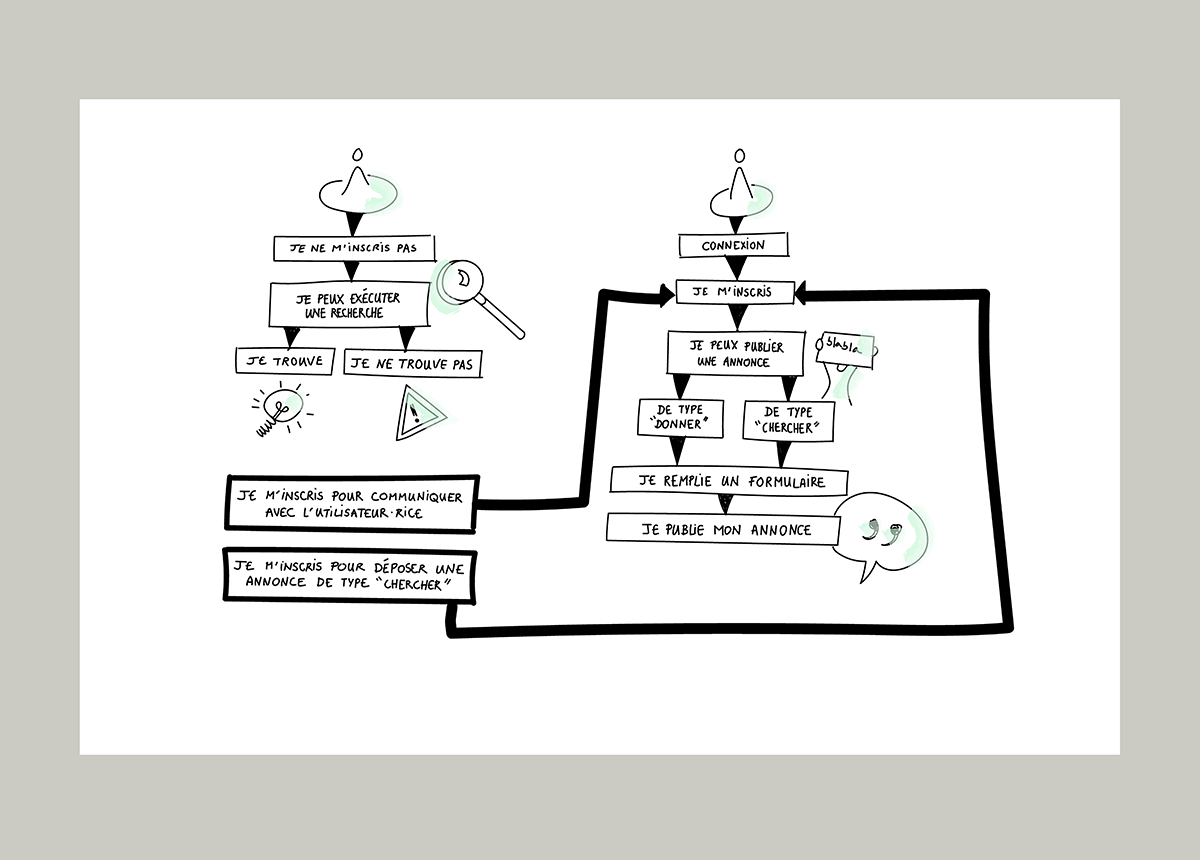 JE NE M'INSCRIS PAS
JE PEUX EXÉCUTER
UNE RECHERCHE
JE TROUVE
JE NE TROUVE PAS
!
JE M'INSCRIS POUR COMMUNIQUER
AVEC L'UTILISATEUR·RICE
JE M'INSCRIS POUR DÉPOSER UNE
ANNONCE DE TYPE "CHERCHER"
CONNEXION
JE M'INSCRIS
JE PEUX PUBLIER
UNE ANNONCE
blabla
DE TYPE
"DONNER"
DE TYPE
"CHERCHER"
JE REMPLIE UN FORMULAIRE
JE PUBLIE MON ANNONCE
”